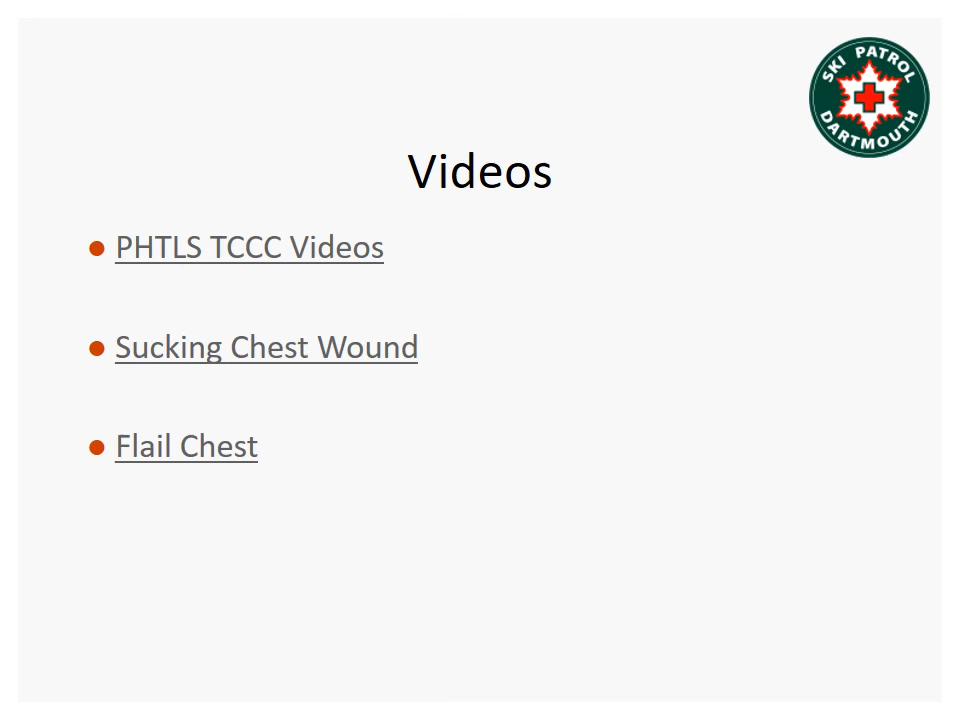 SKI PATROL
DARTMOUTH
Videos
PHTLS TCCC Videos
Sucking Chest Wound
Flail Chest